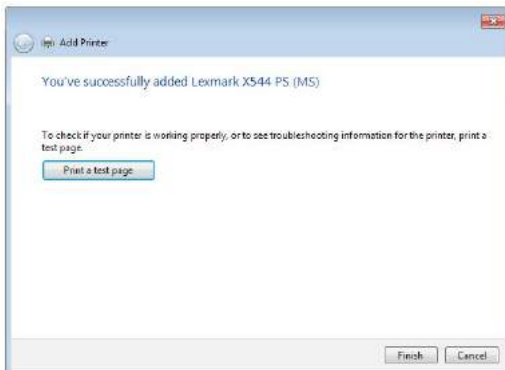 Add Printer
You've successfully added Lexmark X544 PS (MS)
To check if your printer is working properly, or to see troubleshooting information for the printer, print a
test page.
Print a test page
Finish
Cancel